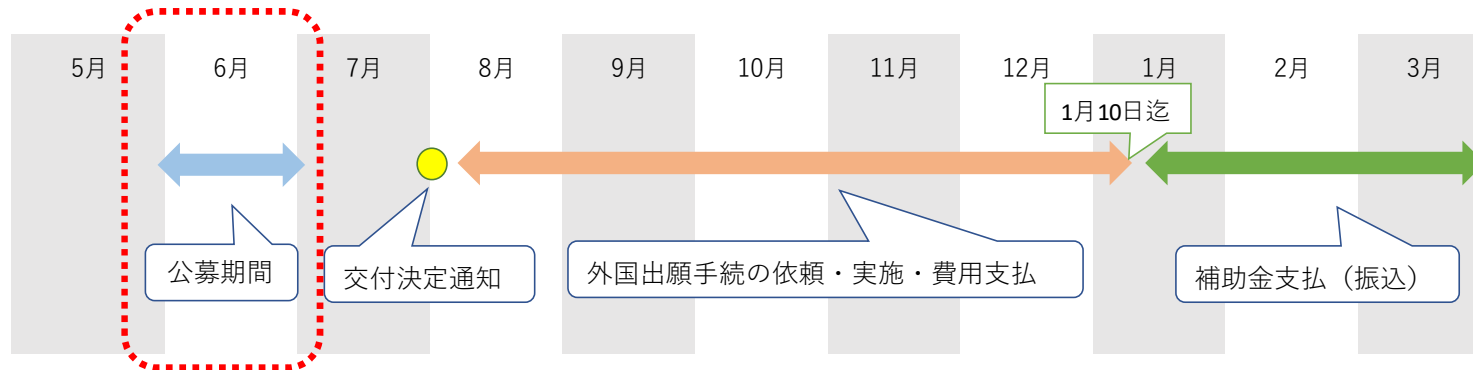 5月
6月
7月
8月
9月
10月
11月
12月
1月
2月
3月
1月10日迄
公募期間
交付決定通知
外国出願手続の依頼・実施・費用支払
補助金支払（振込）